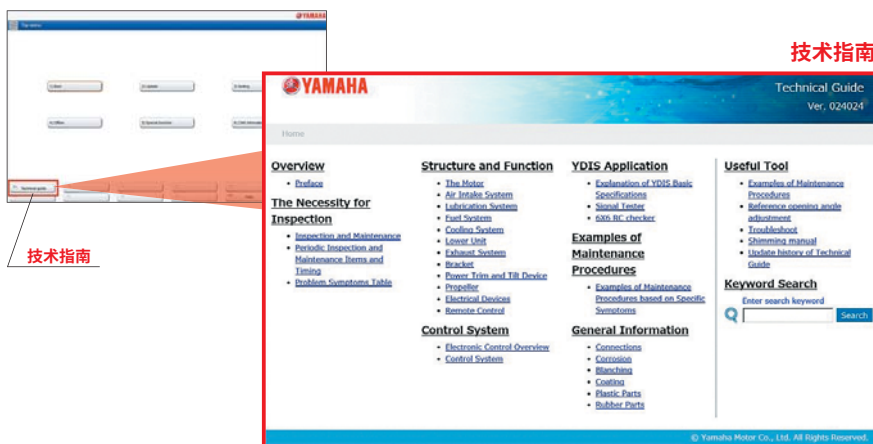 YAMAHA
Top menu
Technical guide
技术指南
技术指南
YAMAHA
Technical Guide
Ver, 024024
Home
Overview
• Preface
The Necessity for
Inspection
• Inspection and Maintenance
• Periodic Inspection and
Maintenance Items and
Timing
• Problem Symptoms Table
Structure and Function
• The Motor
• Air Intake System
• Lubrication System
• Fuel System
• Cooling System
• Lower Unit
• Exhaust System
• Bracket
• Power Trim and Tilt Device
• Propeller
• Electrical Devices
• Remote Control
Control System
• Electronic Control Overview
• Control System
YDIS Application
• Explanation of YDIS Basic
Specifications
• Signal Tester
• 6X6 RC checker
Examples of
Maintenance
Procedures
• Examples of Maintenance
Procedures based on Specific
Symptoms
General Information
• Connections
• Corrosion
• Blanching
• Coating
• Plastic Parts
• Rubber Parts
Useful Tool
• Examples of Maintenance
Procedures
• Reference opening angle
adjustment
• Troubleshoot
• Shimming manual
• Update history of Technical
Guide
Keyword Search
Enter search keyword
Search
© Yamaha Motor Co., Ltd. All Rights Reserved.